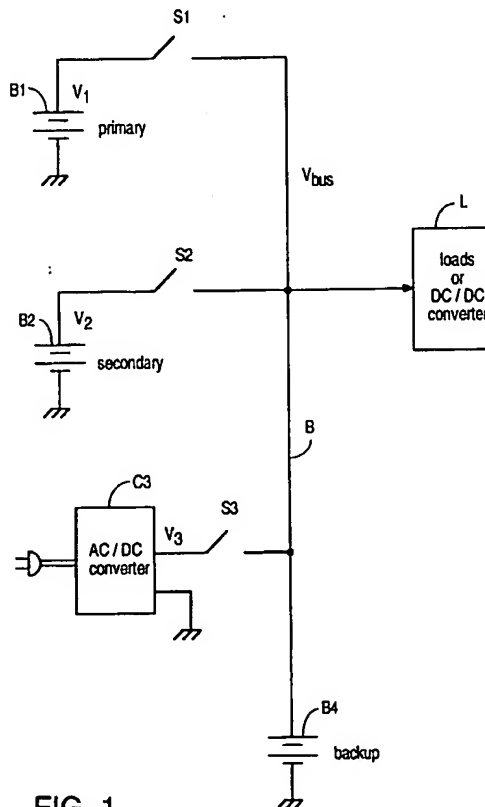 S1
B1
V1
primary
Vbus
L
loads
or
DC / DC
converter
S2
B2
V2
secondary
B
C3
S3
AC / DC
converter
V3
B4
backup
FIG. 1